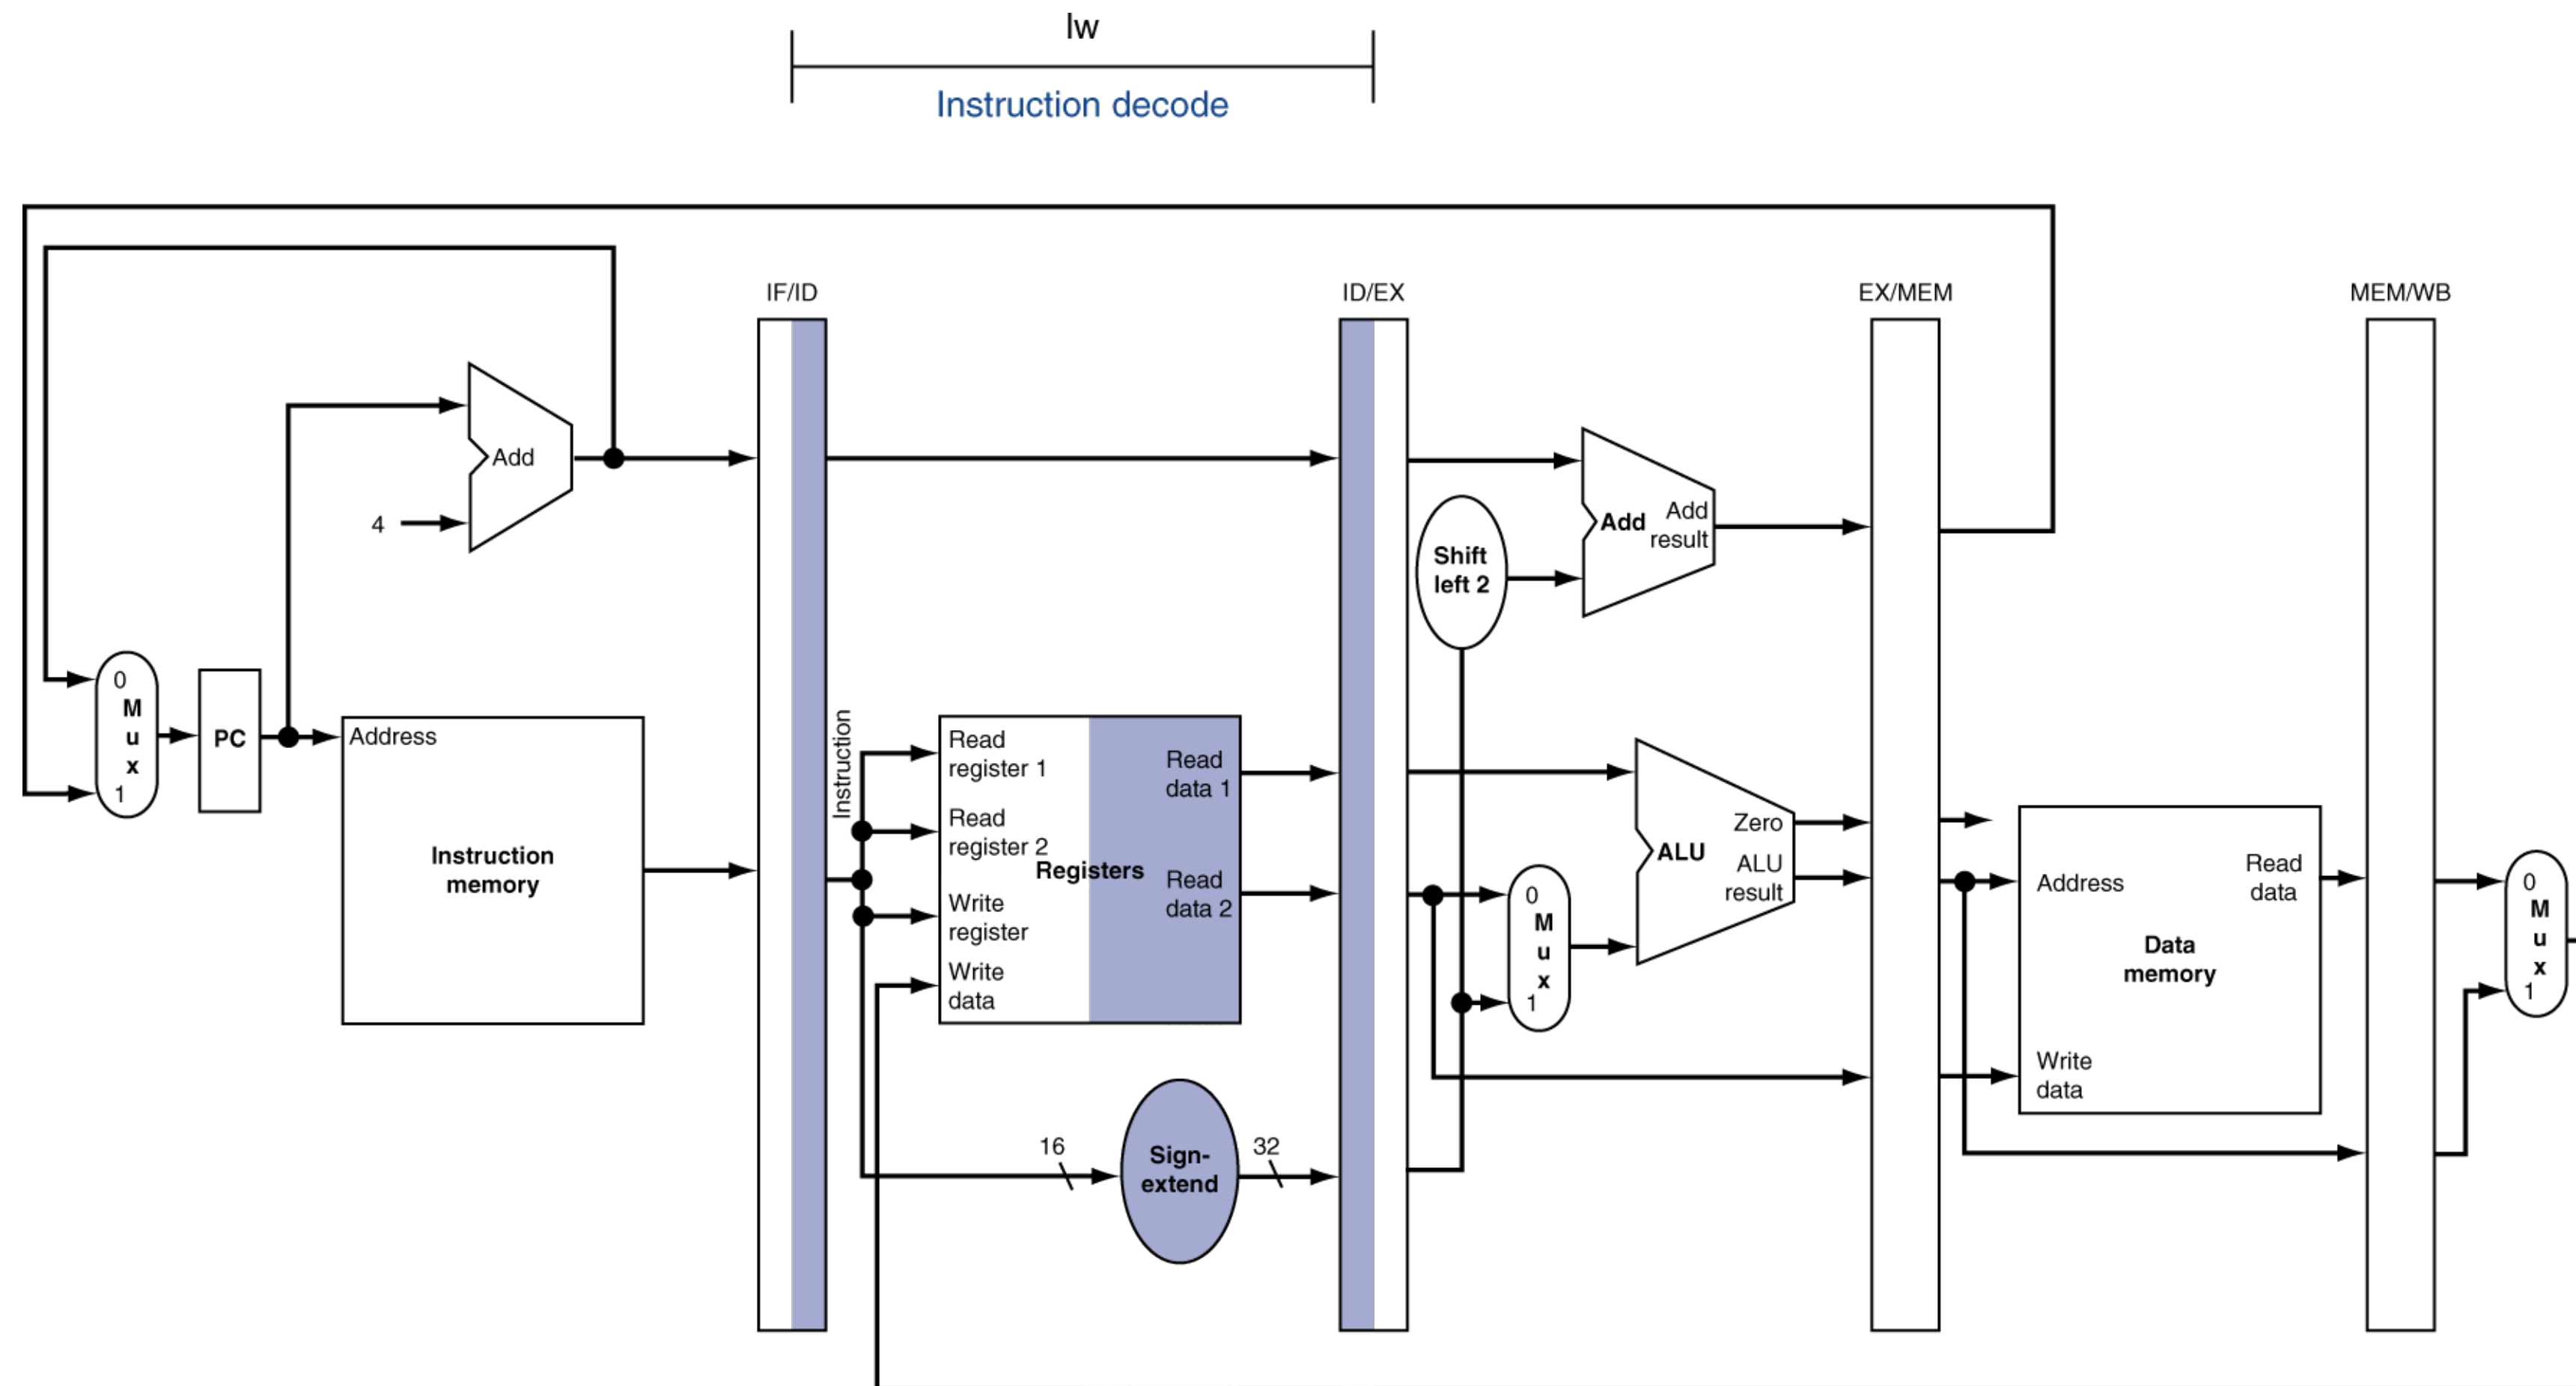 lw
Instruction decode
IF/ID
ID/EX
EX/MEM
MEM/WB
Add
4
0
M
u
x
1
PC
Address
Instruction
memory
Instruction
Read
register 1
Read
register 2
Write
register
Write
data
Registers
Read
data 1
Read
data 2
16
Sign-
extend
32
Shift
left 2
Add
Add
result
0
M
u
x
1
ALU
Zero
ALU
result
Address
Read
data
Data
memory
Write
data
0
M
u
x
1